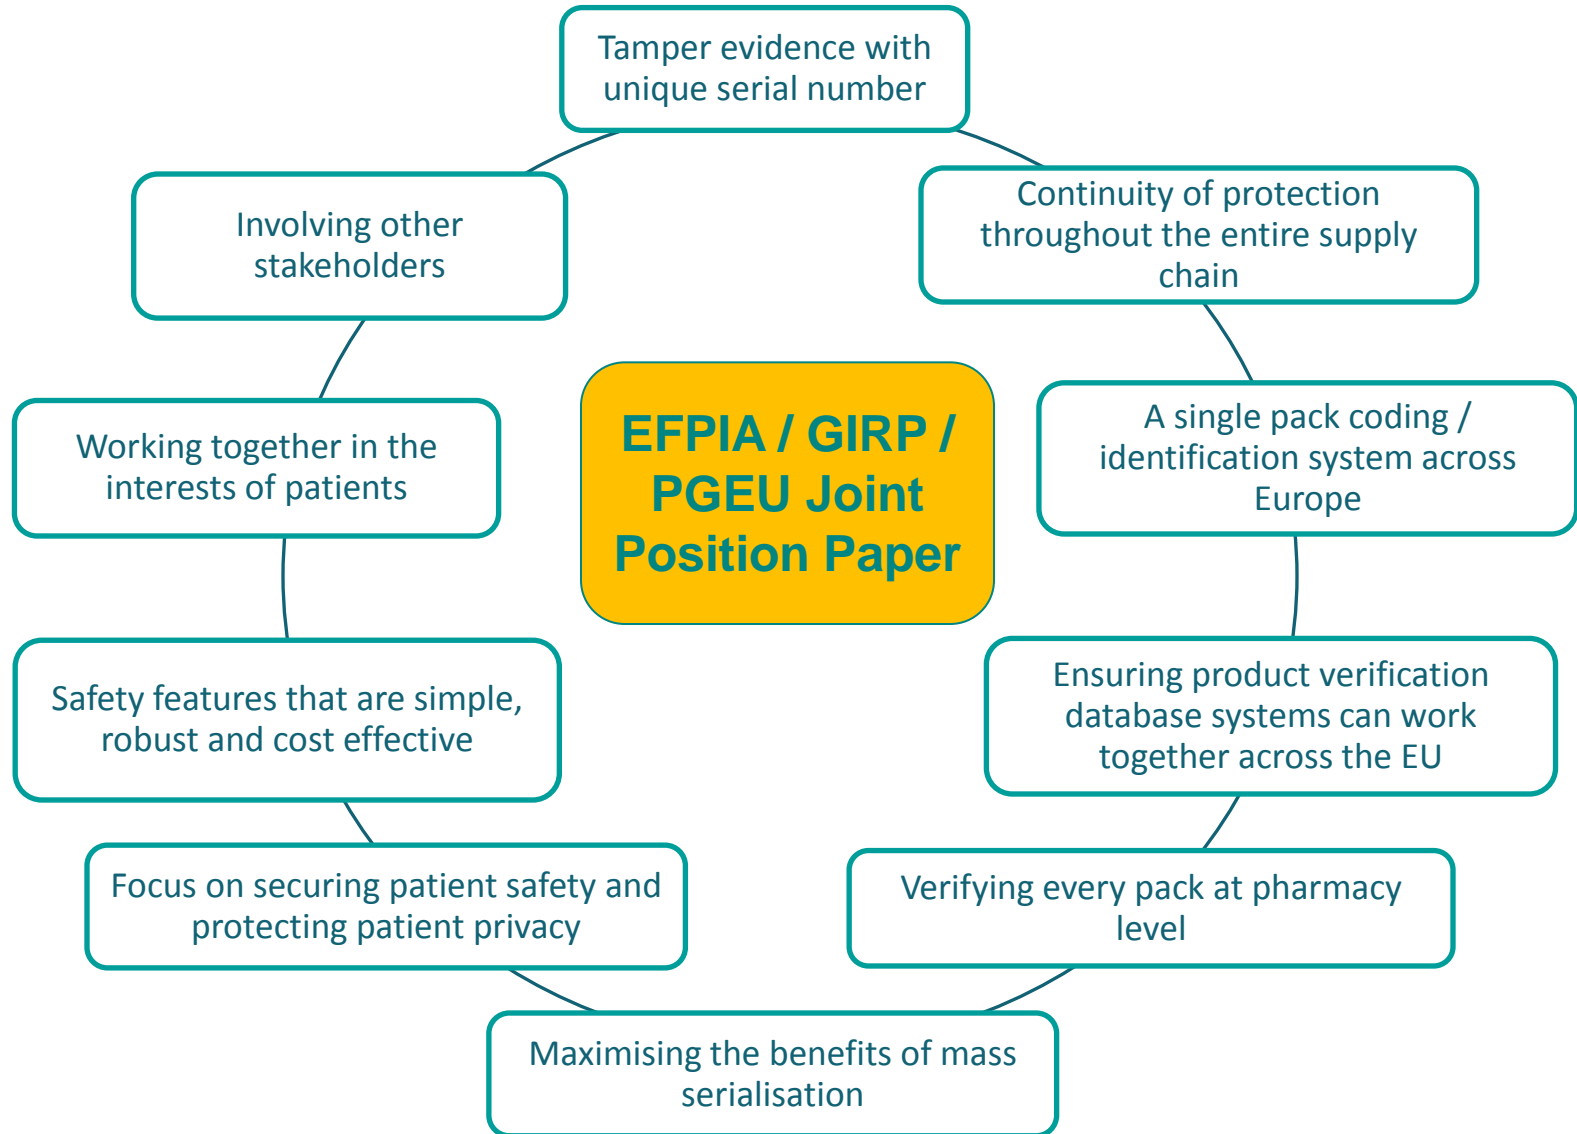 Tamper evidence with
unique serial number
Continuity of protection
throughout the entire supply
chain
A single pack coding /
identification system across
Europe
Ensuring product verification
database systems can work
together across the EU
Verifying every pack at pharmacy
level
Maximising the benefits of mass
serialisation
Focus on securing patient safety and
protecting patient privacy
Safety features that are simple,
robust and cost effective
Working together in the
interests of patients
Involving other
stakeholders
EFPIA / GIRP /
PGEU Joint
Position Paper